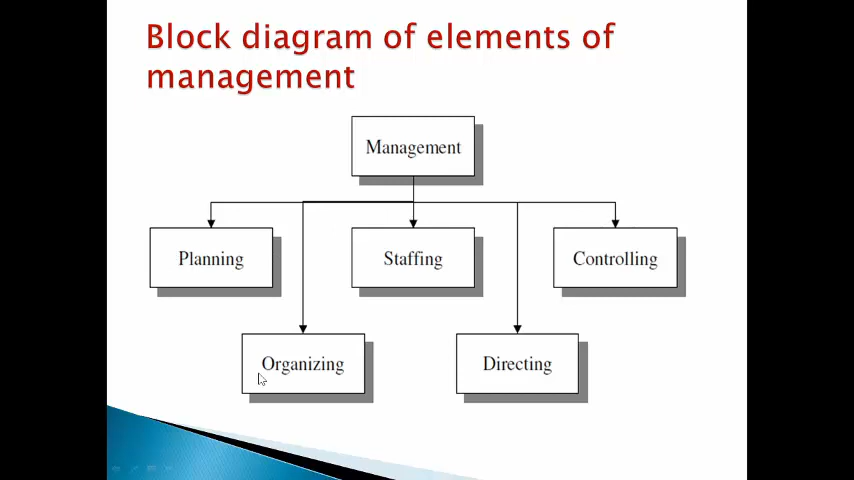 Block diagram of elements of
management
Management
Planning
Staffing
Controlling
Organizing
Directing